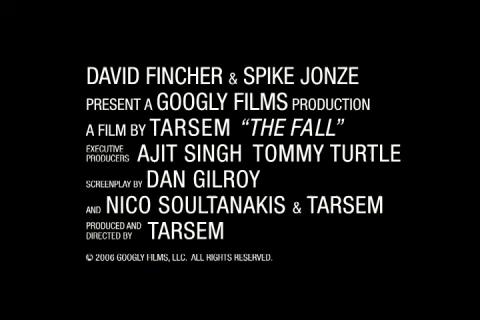 DAVID FINCHER & SPIKE JONZE
PRESENT A GOOGLY FILMS PRODUCTION
A FILM BY TARSEM "THE FALL"
EXECUTIVE PRODUCERS AJIT SINGH TOMMY TURTLE
SCREENPLAY BY DAN GILROY
AND NICO SOULTANAKIS & TARSEM
PRODUCED AND DIRECTED BY TARSEM
© 2006 GOOGLY FILMS, LLC. ALL RIGHTS RESERVED.